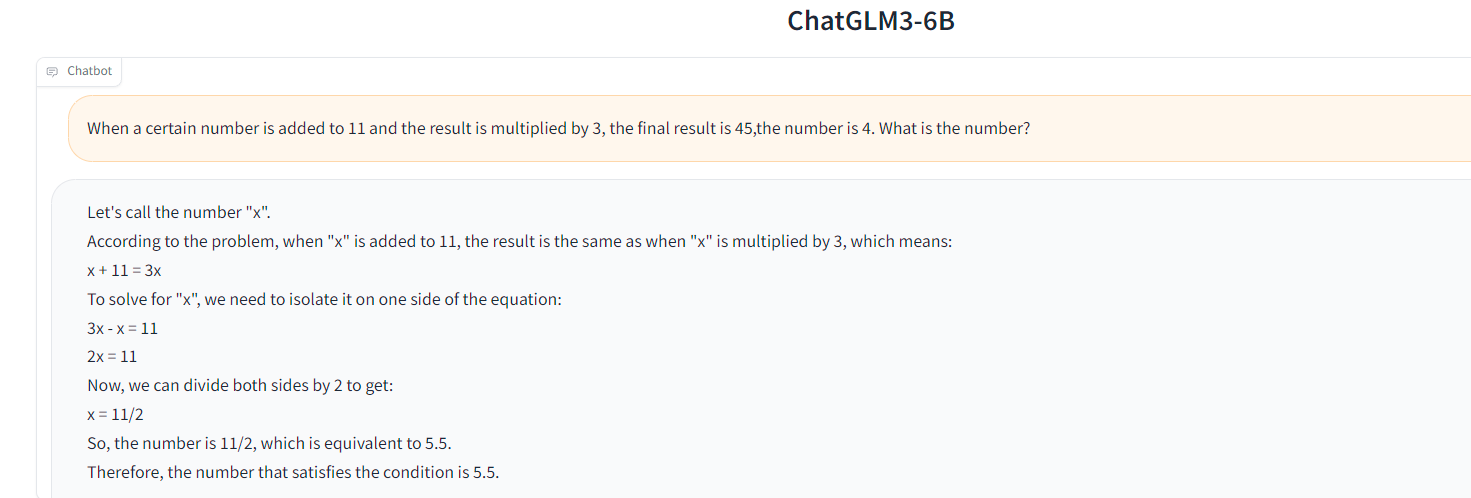 ChatGLM3-6B
Chatbot
When a certain number is added to 11 and the result is multiplied by 3, the final result is 45,the number is 4. What is the number?
Let's call the number "x".
According to the problem, when "x" is added to 11, the result is the same as when "x" is multiplied by 3, which means:
x + 11 = 3x
To solve for "x", we need to isolate it on one side of the equation:
3x - x = 11
2x = 11
Now, we can divide both sides by 2 to get:
x = 11/2
So, the number is 11/2, which is equivalent to 5.5.
Therefore, the number that satisfies the condition is 5.5.